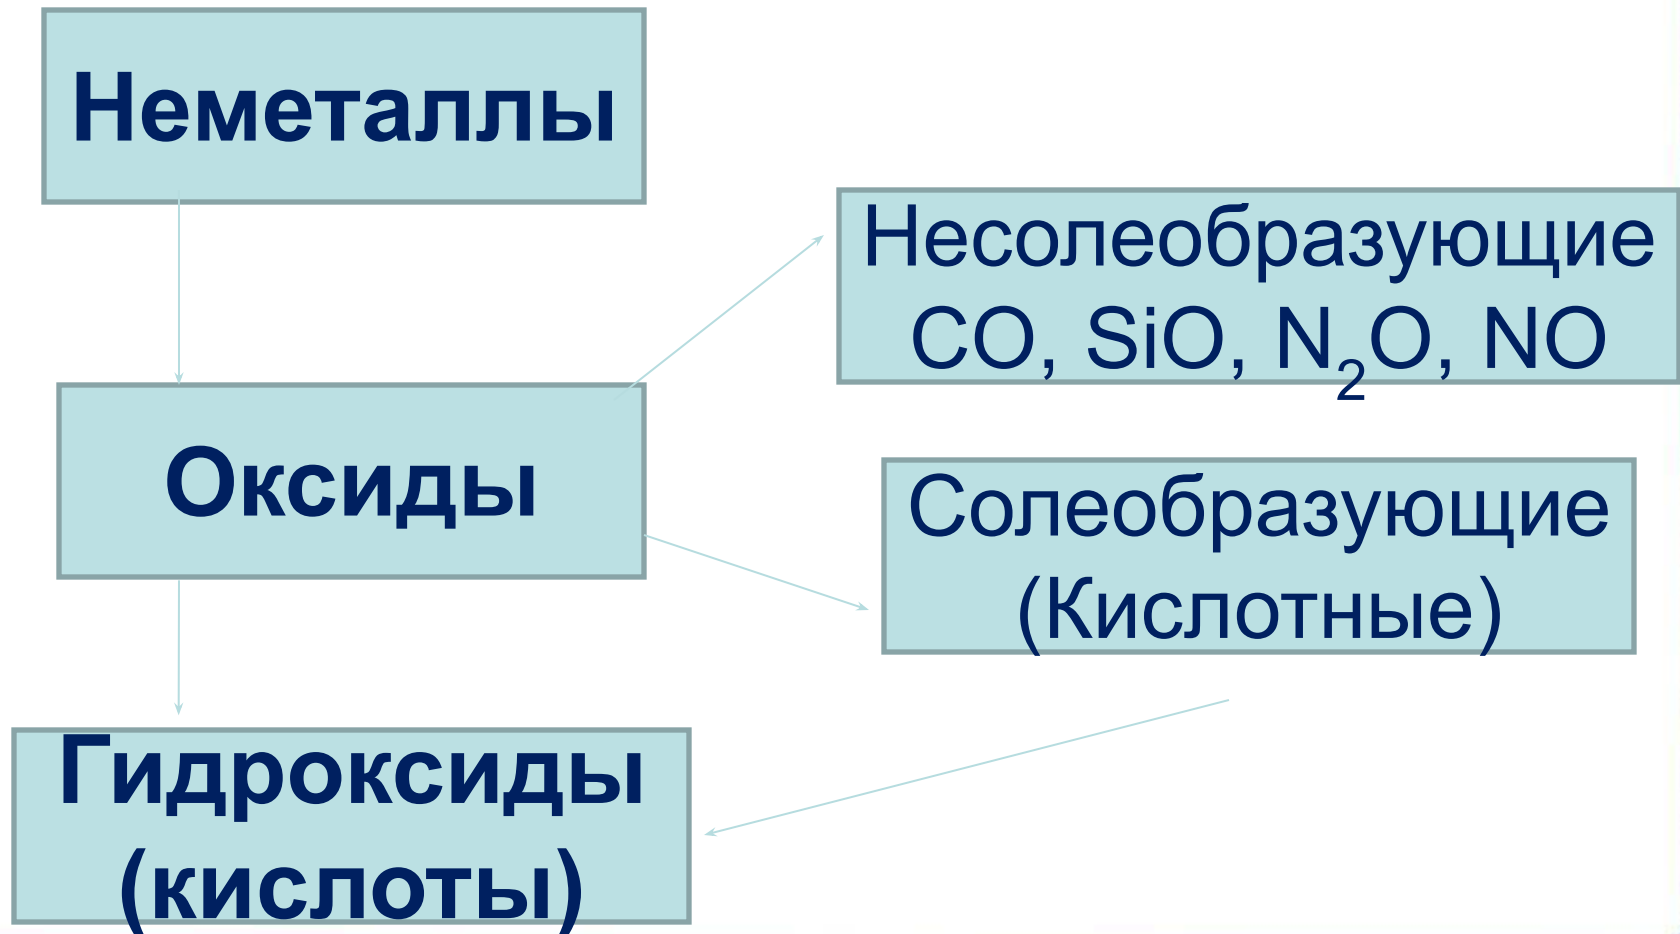 Неметаллы
Несолеобразующие
CO, SiO, N₂O, NO
Оксиды
Солеобразующие
(Кислотные)
Гидроксиды
(кислоты)